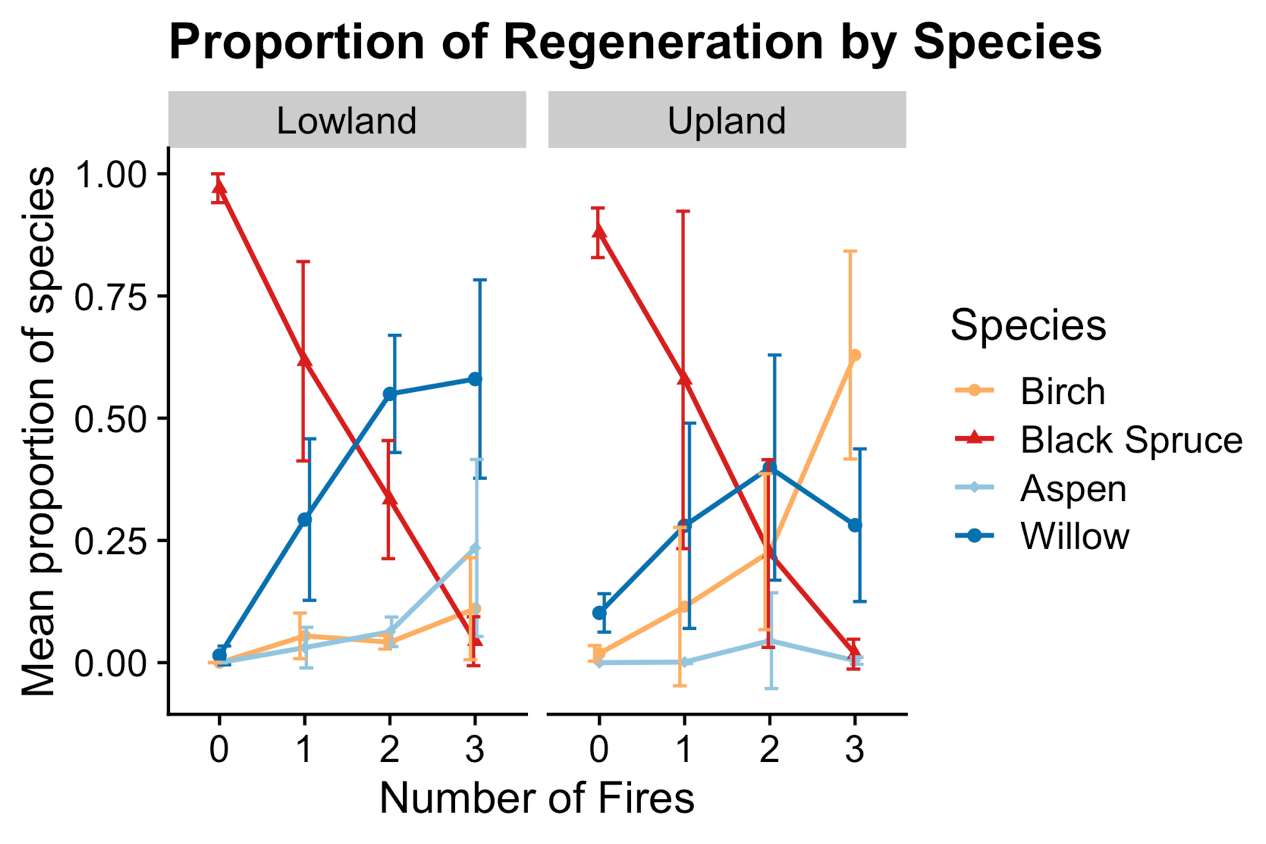 Proportion of Regeneration by Species
Lowland
Upland
Mean proportion of species
1.00
0.75
0.50
0.25
0.00
0 1 2 3
0 1 2 3
Number of Fires
Species
Birch
Black Spruce
Aspen
Willow